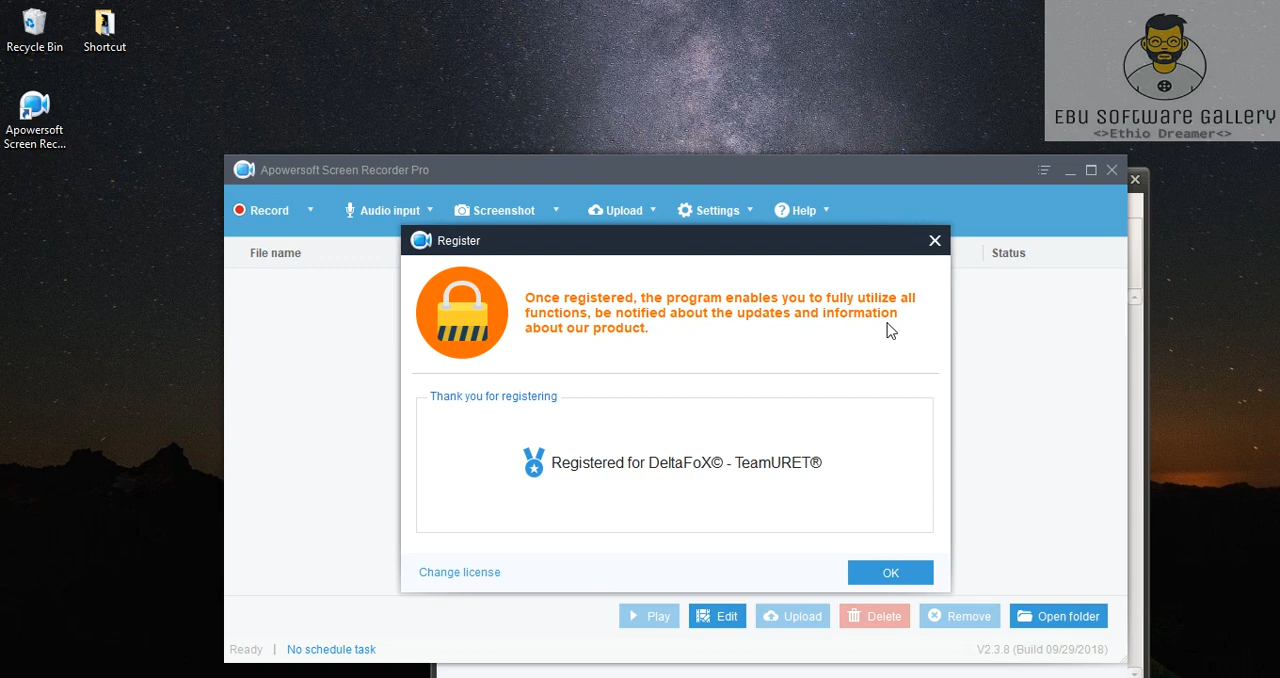 Recycle Bin
Shortcut
Apowersoft
Screen Rec...
EBU SOFTWARE GALLERY
<>Ethio Dreamer<>
Apowersoft Screen Recorder Pro
Record
Audio input
Screenshot
Upload
Settings
Help
File name
Status
Register
Once registered, the program enables you to fully utilize all
functions, be notified about the updates and information
about our product.
Thank you for registering
Registered for DeltaFoX© - TeamURET®
Change license
OK
Play
Edit
Upload
Delete
Remove
Open folder
Ready
No schedule task
V2.3.8 (Build 09/29/2018)